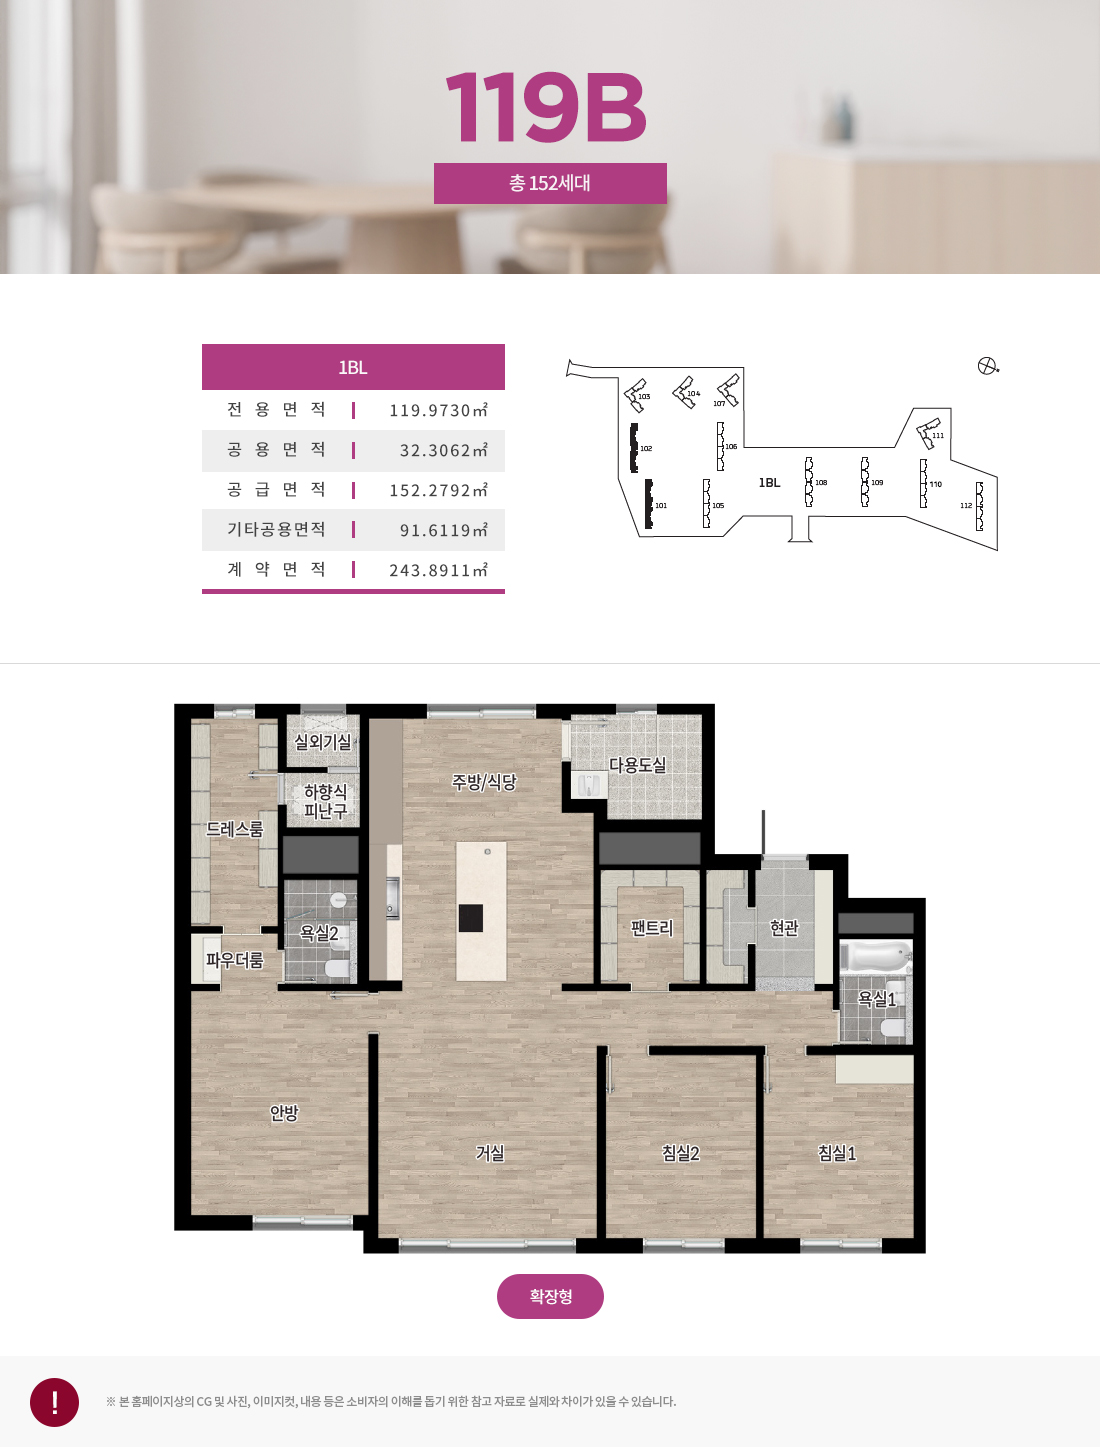 119B
총 152세대
1BL
전용면적 119.9730㎡
공용면적 32.3062㎡
공급면적 152.2792㎡
기타공용면적 91.6119㎡
계약면적 243.8911㎡
103
104
107
102
106
111
1BL
108
109
110
101
105
112
실외기실
주방/식당
다용도실
하향식
피난구
드레스룸
욕실2
팬트리
현관
파우더룸
욕실1
안방
거실
침실2
침실1
확장형
!
※ 본 홈페이지상의 CG 및 사진, 이미지컷, 내용 등은 소비자의 이해를 돕기 위한 참고 자료로 실제와 차이가 있을 수 있습니다.